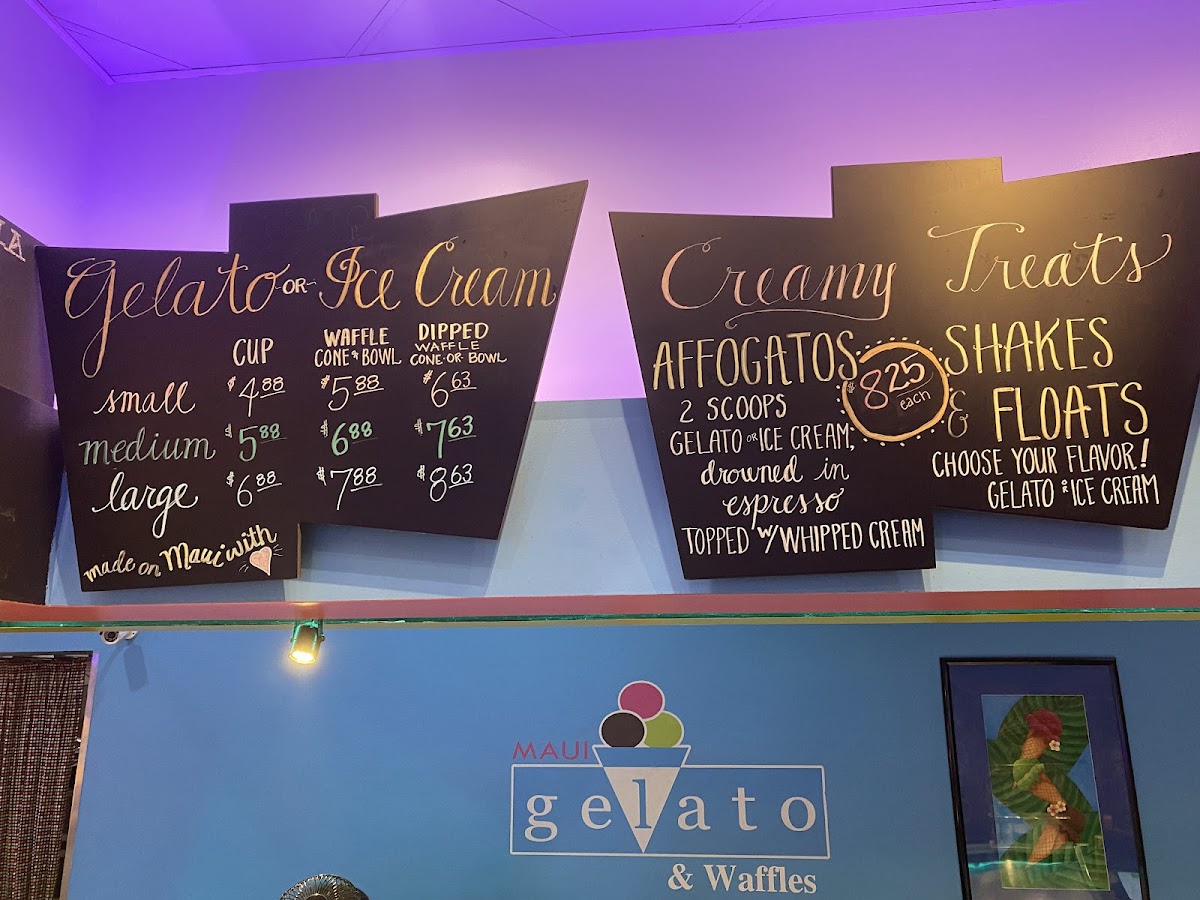 LA
Gelato OR Ice Cream
CUP
WAFFLE
CONE & BOWL
DIPPED
WAFFLE
CONE OR BOWL
small $4.88 $5.88 $6.63
medium $5.88 $6.88 $7.63
large $6.88 $7.88 $8.63
made on Maui with
Creamy Treats
AFFOGATOS
2 SCOOPS
GELATO OR ICE CREAM,
drowned in
espresso
TOPPED W/ WHIPPED CREAM
$8.25
each
SHAKES
& FLOATS
CHOOSE YOUR FLAVOR!
GELATO OR ICE CREAM
MAUI
gelato
& Waffles